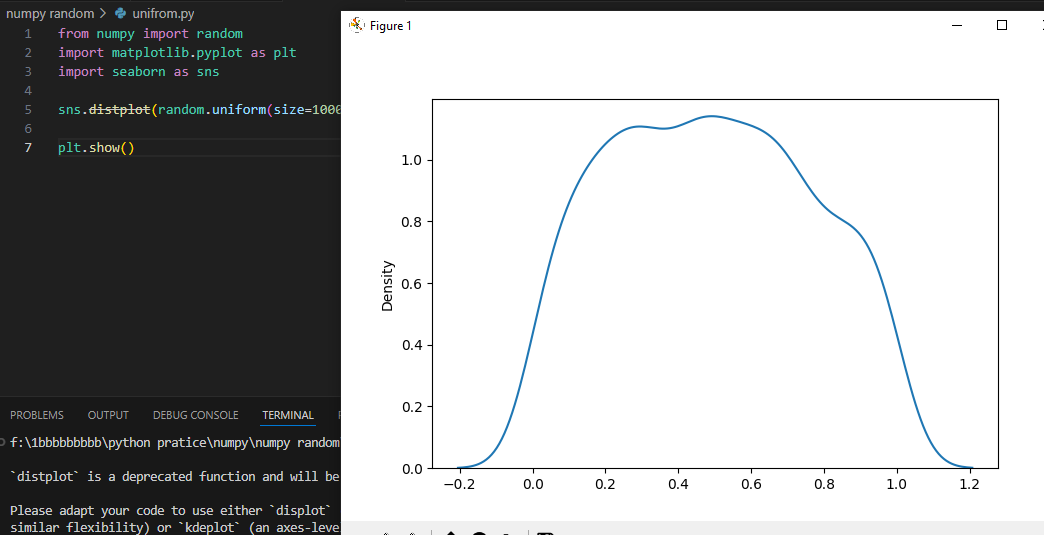 numpy random > unifrom.py
1 from numpy import random
2 import matplotlib.pyplot as plt
3 import seaborn as sns
4
5 sns.distplot(random.uniform(size=1000
6
7 plt.show()
PROBLEMS OUTPUT DEBUG CONSOLE TERMINAL
f:\1bbbbbbbbb\python pratice\numpy\numpy random
`distplot` is a deprecated function and will be
Please adapt your code to use either `displot`
similar flexibility) or `kdeplot` (an axes-leve
Figure 1
Density
1.0
0.8
0.6
0.4
0.2
0.0
−0.2 0.0 0.2 0.4 0.6 0.8 1.0 1.2